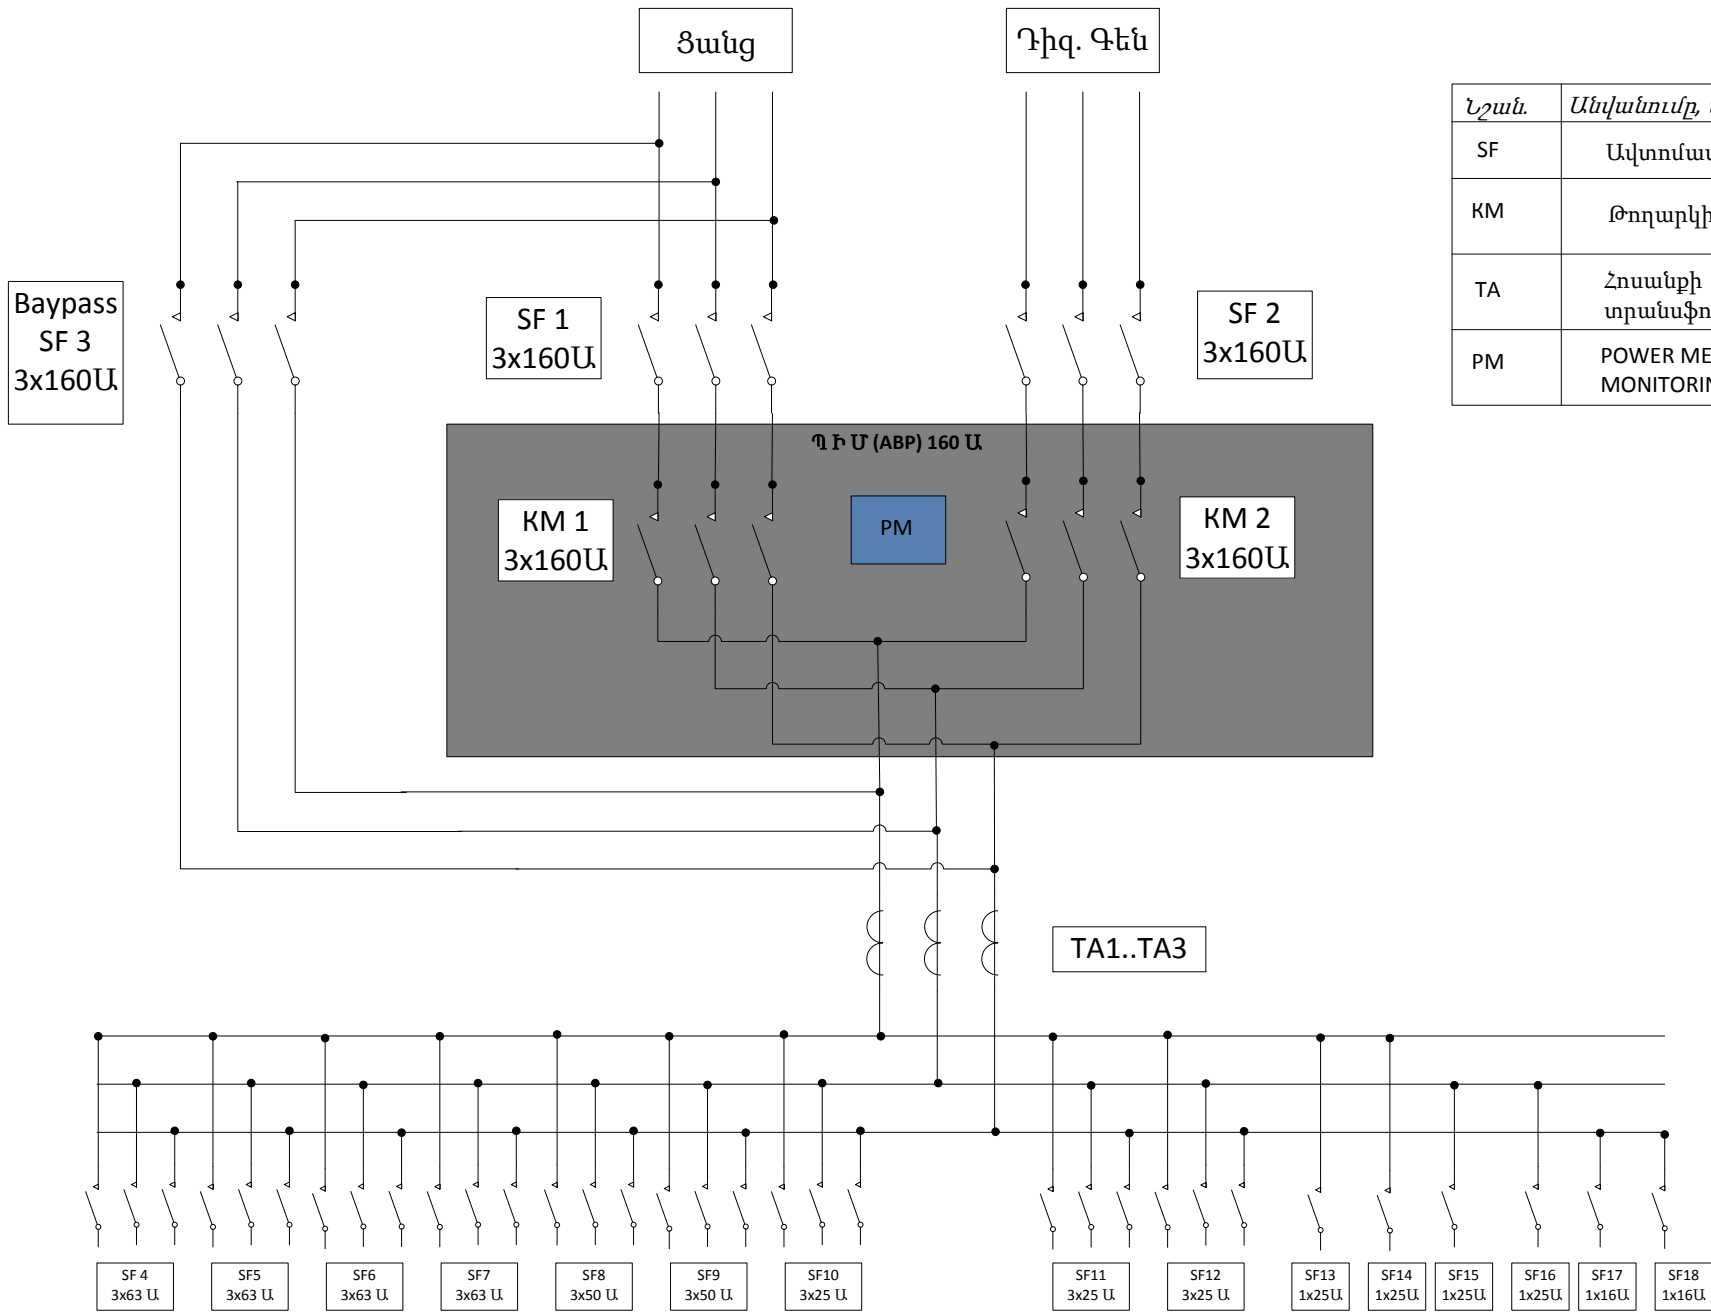 Ցանց
Դիզ. Գեն
Նշան.
Անվանումը,
SF
KM
Հոսանքի
TA
PM
POWER
Baypass
SF 3
3x160Ա
SF 1
3x160Ա
SF 2
3x160Ա
Պ Ի Մ (ABP) 160 Ա
KM 1
3x160Ա
PM
KM 2
3x160Ա
TA1..TA3
SF 4
3x63 Ա
SF5
3x63 Ա
SF6
3x63 Ա
SF7
3x63 Ա
SF8
3x50 Ա
SF9
3x50 Ա
SF10
3x25 Ա
SF11
3x25 Ա
SF12
3x25 Ա
SF13
1x25Ա
SF14
1x25Ա
SF15
1x25Ա
SF16
1x25Ա
SF17
1x16Ա
SF18
1x16Ա